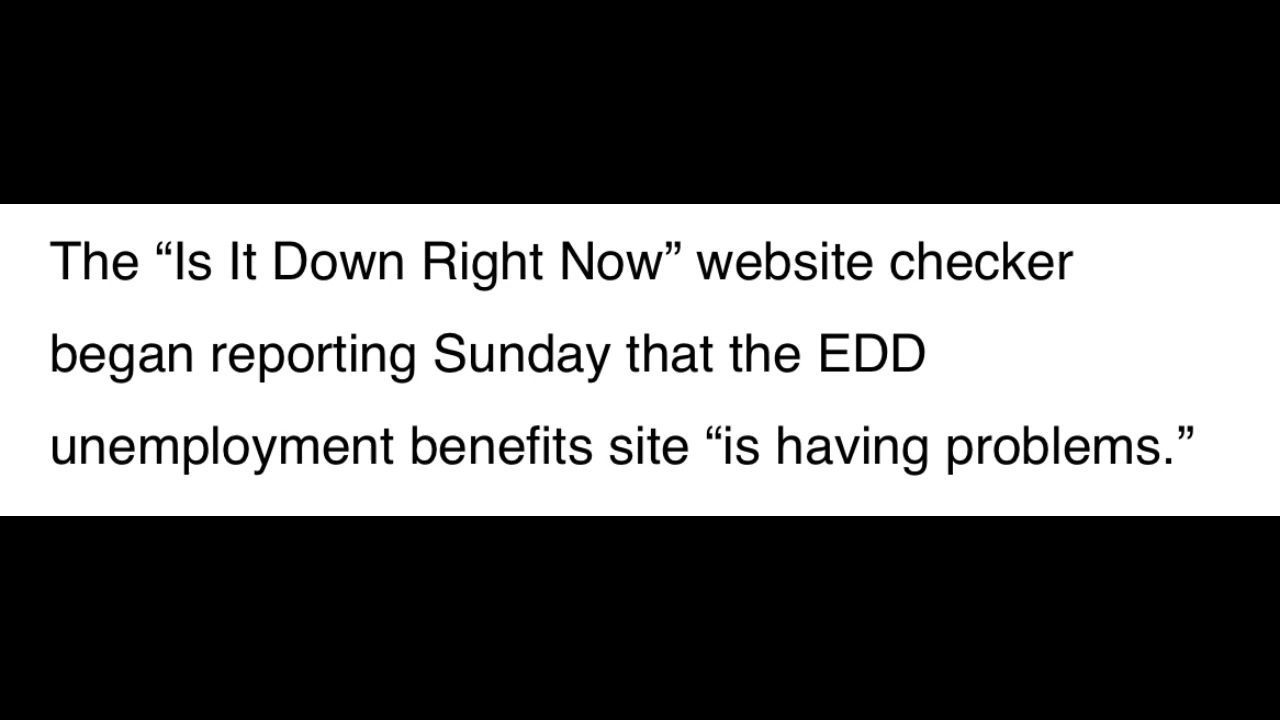 The “Is It Down Right Now” website checker
began reporting Sunday that the EDD
unemployment benefits site “is having problems.”